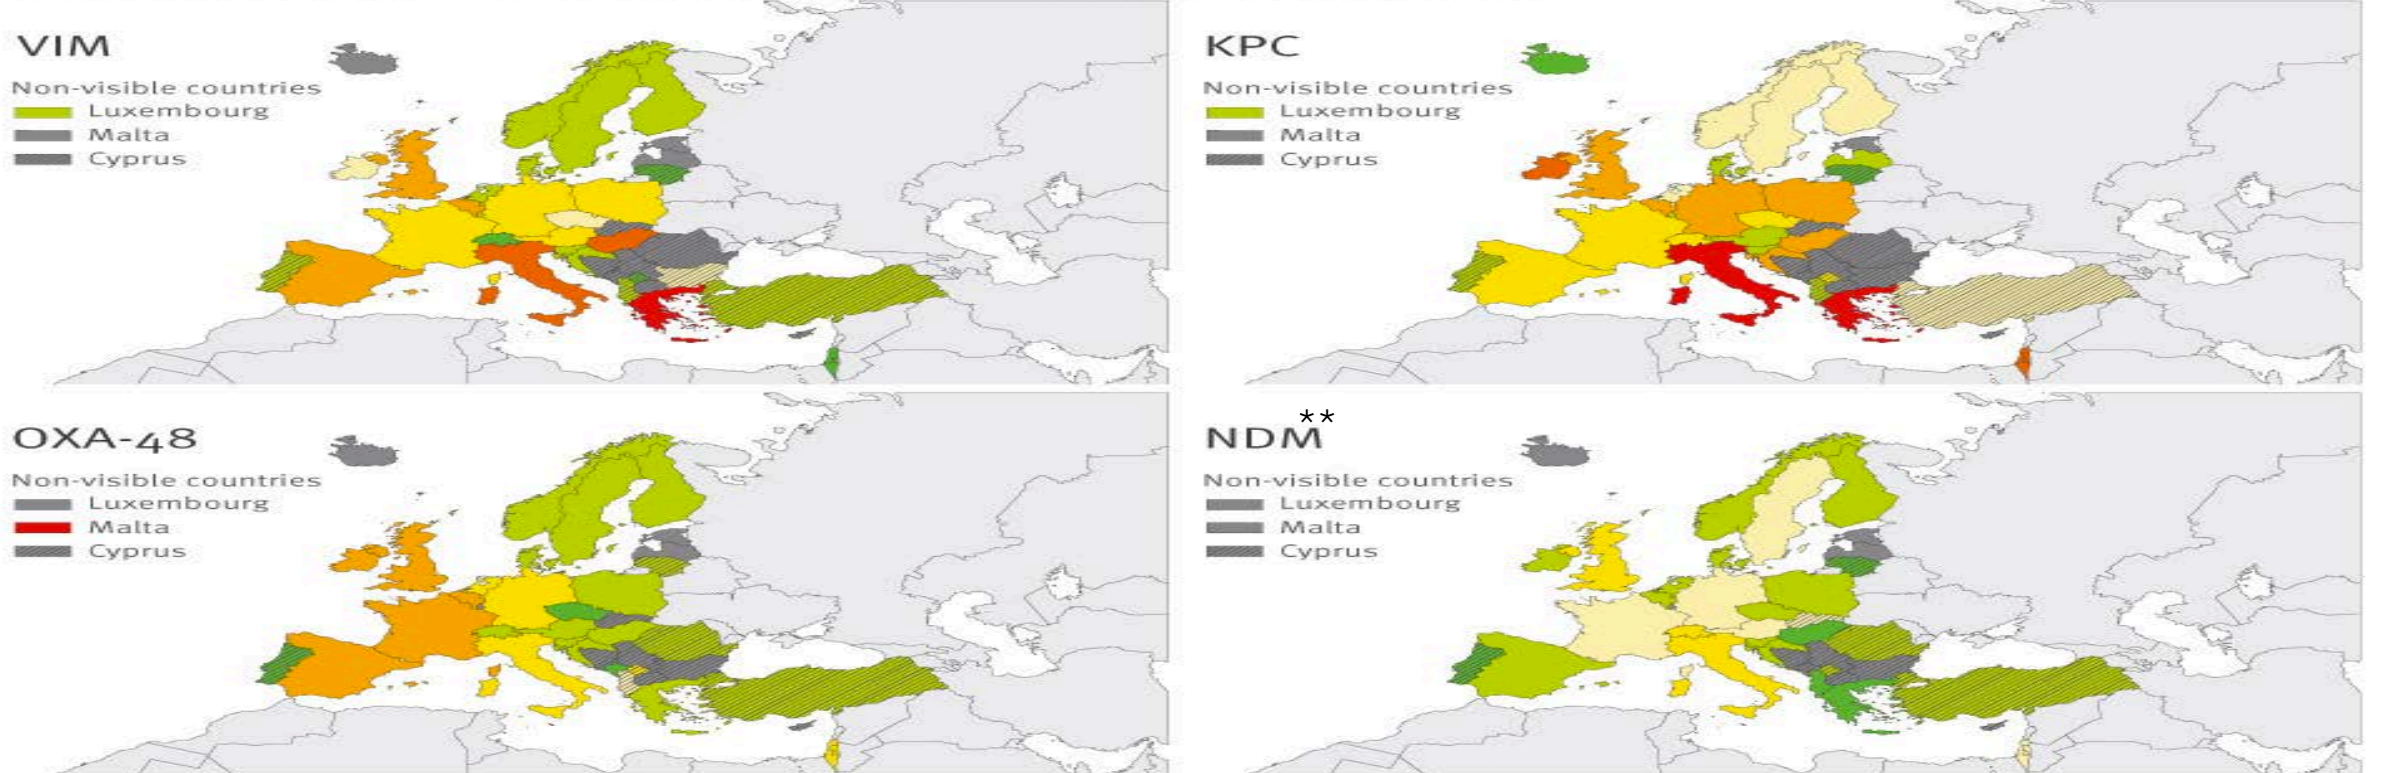 VIM
Non-visible countries
Luxembourg
Malta
Cyprus
KPC
Non-visible countries
Luxembourg
Malta
Cyprus
OXA-48
Non-visible countries
Luxembourg
Malta
Cyprus
NDM**
Non-visible countries
Luxembourg
Malta
Cyprus